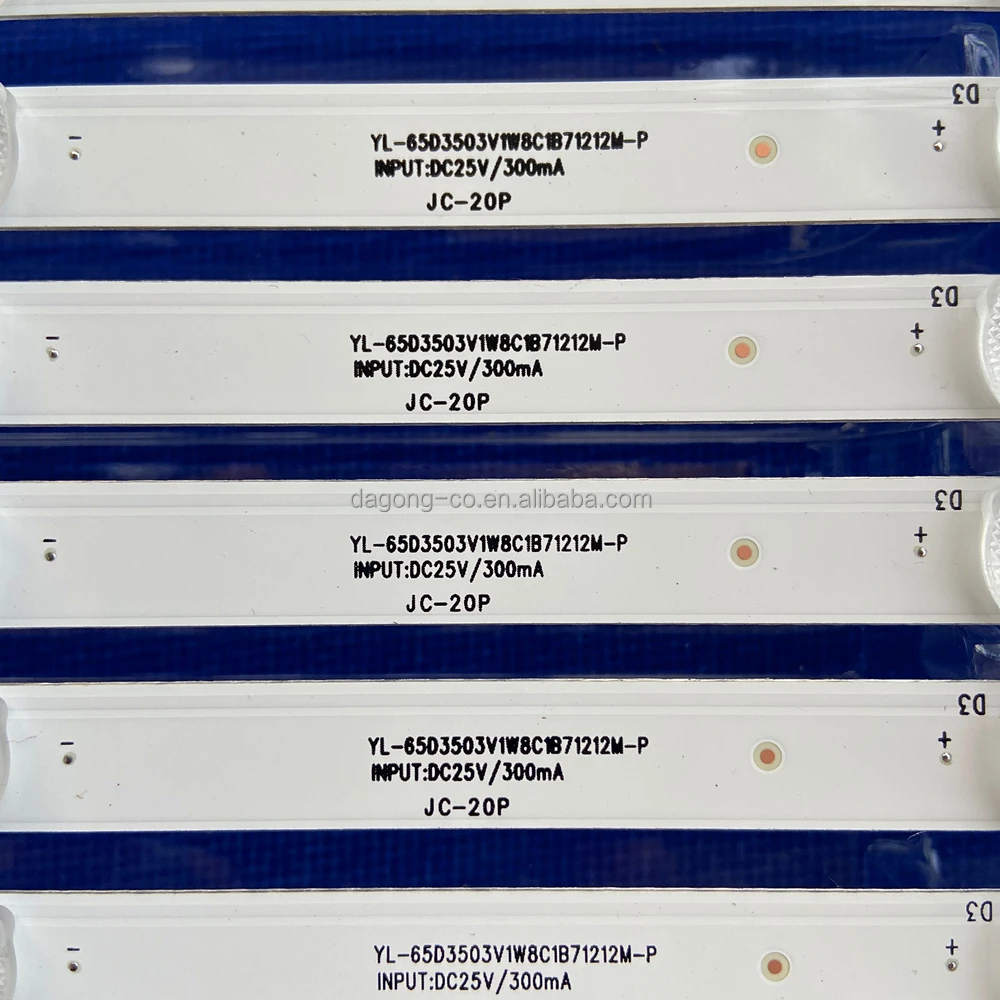 D3
- +
YL-65D3503V1W8C1B71212M-P
INPUT:DC25V/300mA
JC-20P
D3
- +
YL-65D3503V1W8C1B71212M-P
INPUT:DC25V/300mA
JC-20P
dagong-co.en.alibaba.com
D3
- +
YL-65D3503V1W8C1B71212M-P
INPUT:DC25V/300mA
JC-20P
D3
- +
YL-65D3503V1W8C1B71212M-P
INPUT:DC25V/300mA
JC-20P
D3
- +
YL-65D3503V1W8C1B71212M-P
INPUT:DC25V/300mA